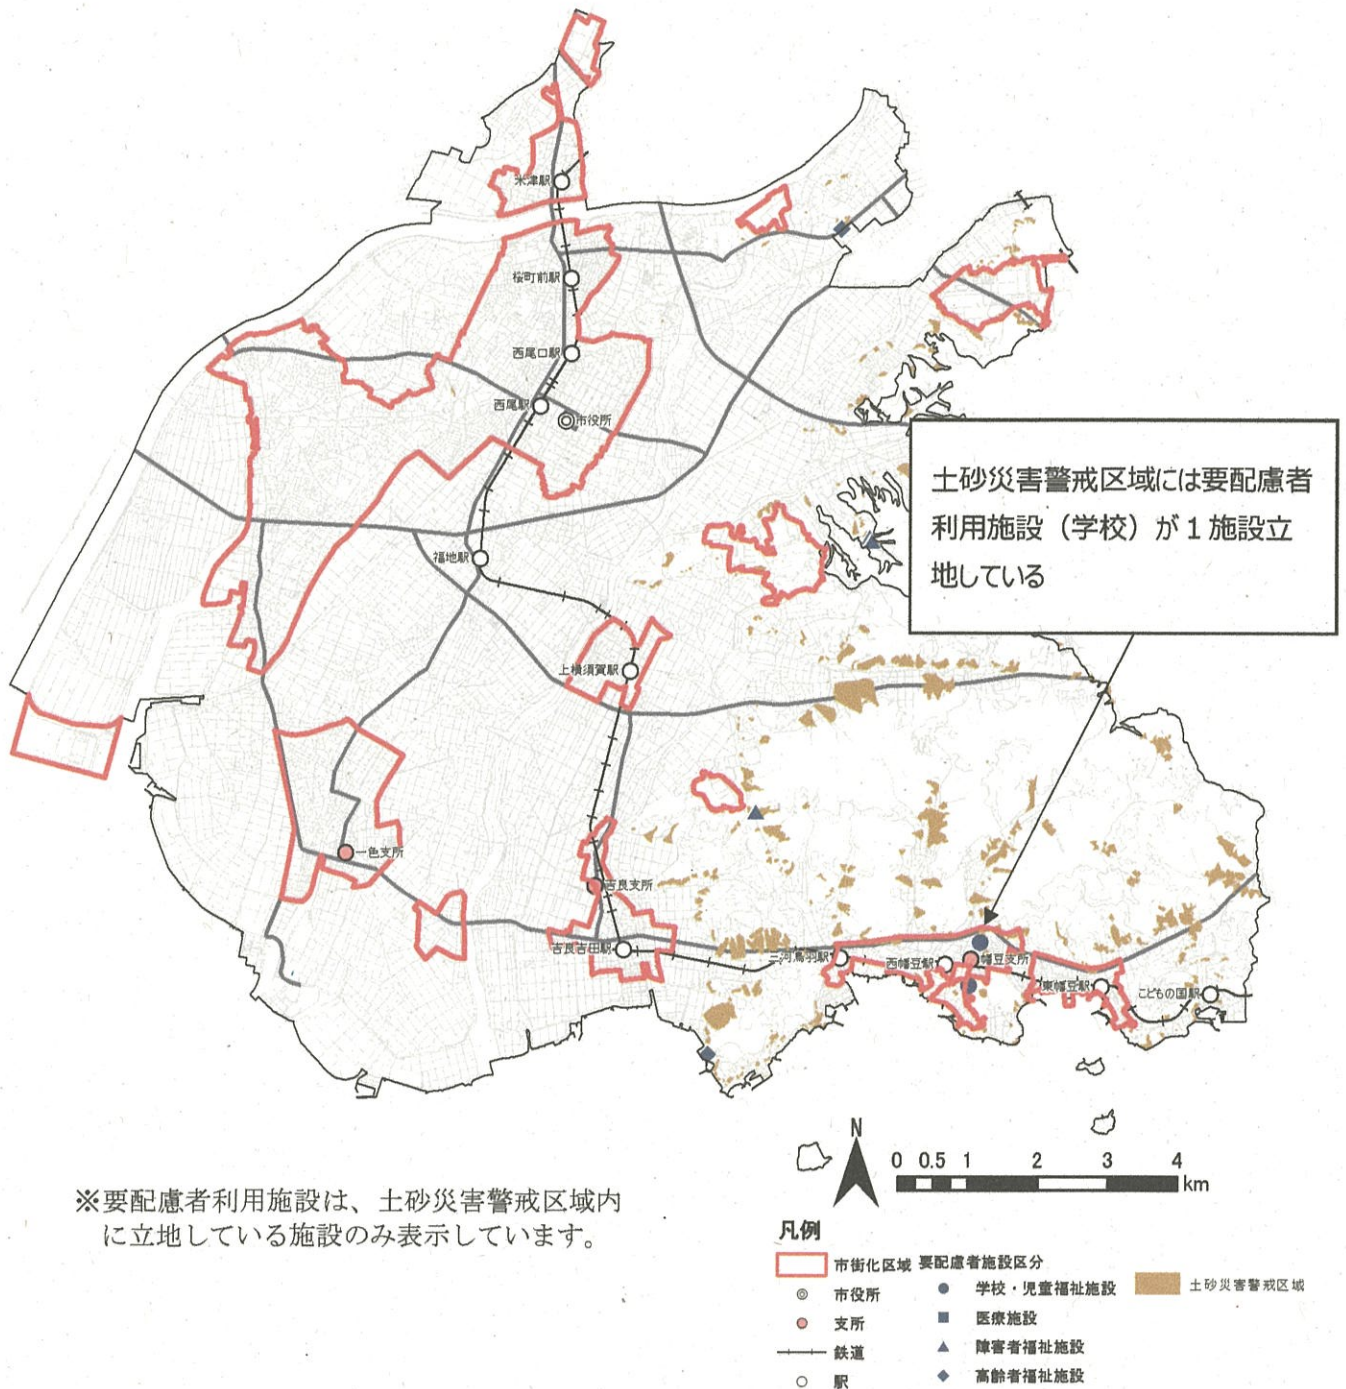 米津駅
桜町前駅
西尾口駅
西尾駅
市役所
土砂災害警戒区域には要配慮者
利用施設（学校）が１施設立
地している
福地駅
上横須賀駅
一色支所
吉良支所
吉良吉田駅
三河鳥羽駅
西幡豆駅
幡豆支所
東幡豆駅
こどもの国駅
N
0 0.5 1 2 3 4
km
※要配慮者利用施設は、土砂災害警戒区域内
に立地している施設のみ表示しています。
凡例
市街化区域 要配慮者施設区分
市役所 学校・児童福祉施設 土砂災害警戒区域
支所 医療施設
鉄道 障害者福祉施設
駅 高齢者福祉施設